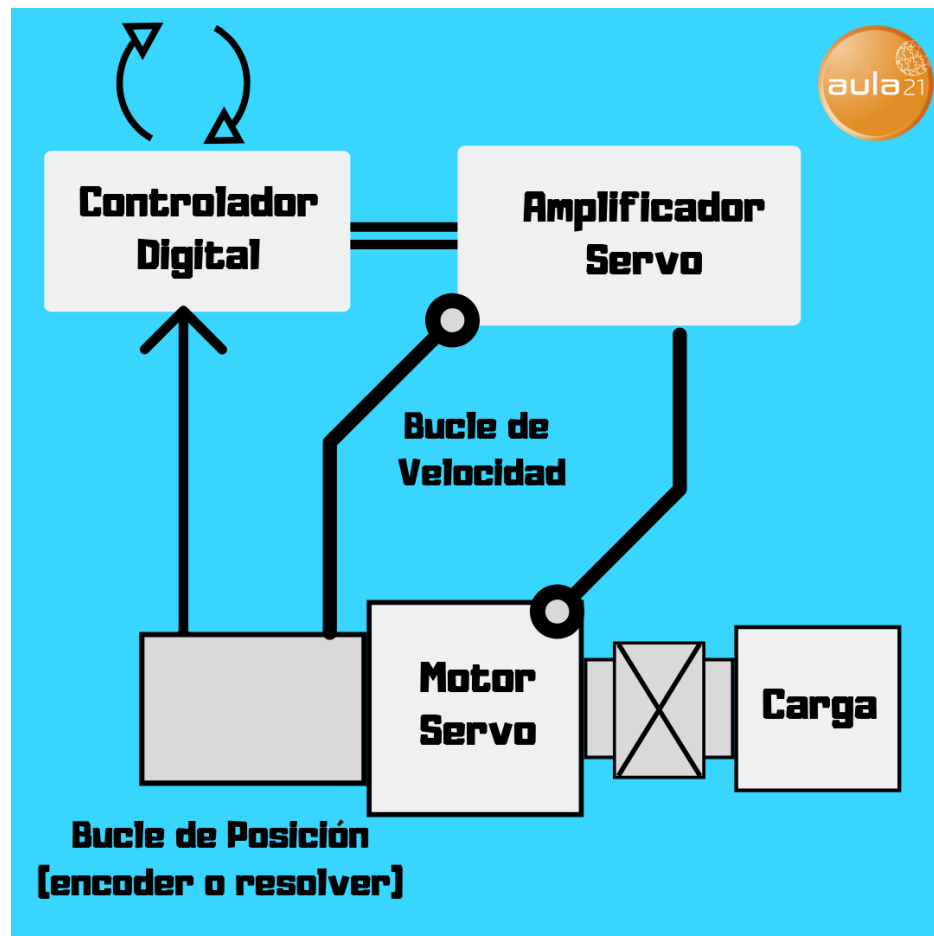 aula21
Controlador
Digital
Amplificador
Servo
Bucle de
Velocidad
Motor
Servo
Carga
Bucle de Posición
(encoder o resolver)